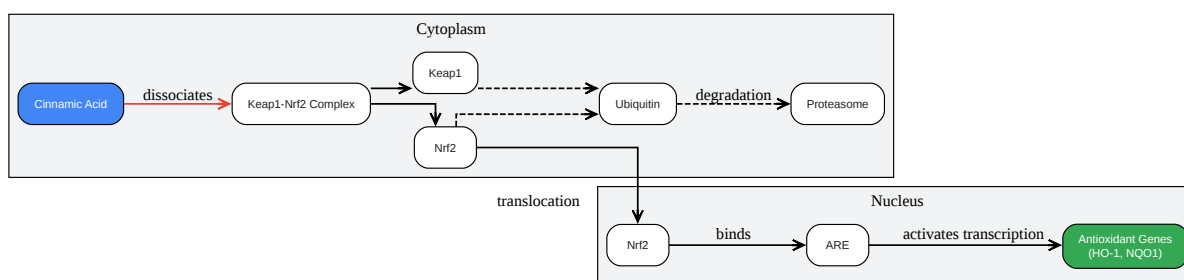 Cytoplasm
Cinnamic Acid
dissociates
Keap1-Nrf2 Complex
Keap1
Nrf2
Ubiquitin
degradation
Proteasome
translocation
Nucleus
Nrf2
binds
ARE
activates transcription
Antioxidant Genes
(HO-1, NQO1)